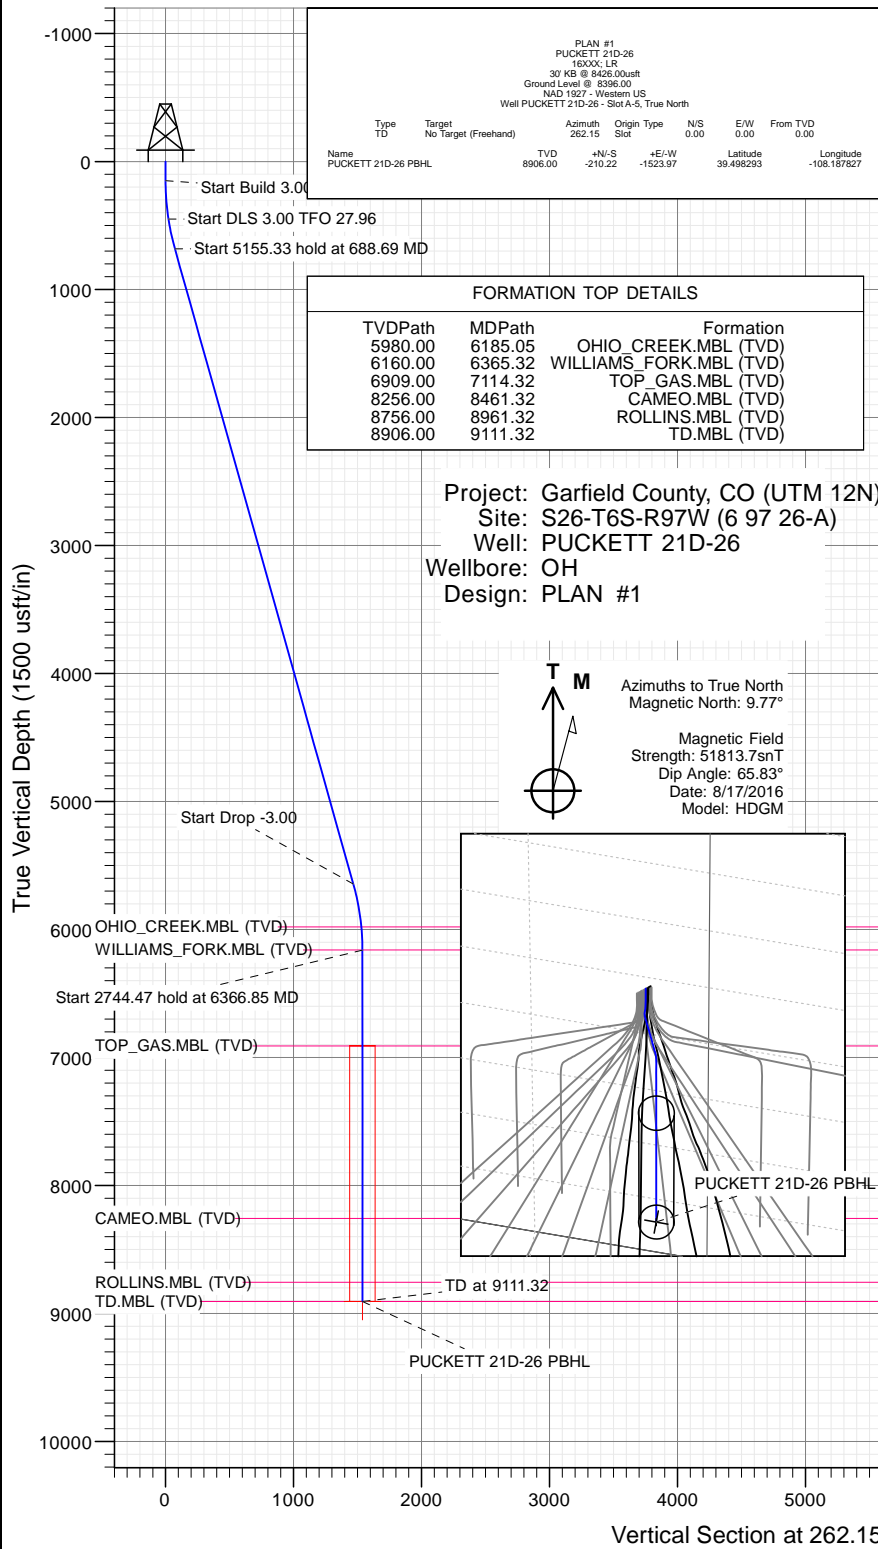 PLAN #1
PUCKETT 21D-26
16XXX; LR
30' KB @ 8426.00usft
Ground Level @ 8396.00
NAD 1927 - Western US
Well PUCKETT 21D-26 - Slot A-5, True North
Type Target Azimuth Origin Type N/S E/W From TVD
TD No Target (Freehand) 262.15 Slot 0.00 0.00 0.00
Name TVD +N/-S +E/-W Latitude Longitude
PUCKETT 21D-26 PBHL 8906.00 -210.22 -1523.97 39.498293 -108.187827
-1000
0
Start Build 3.00
Start DLS 3.00 TFO 27.96
Start 5155.33 hold at 688.69 MD
1000
FORMATION TOP DETAILS
TVDPath MDPath Formation
5980.00 6185.05 OHIO_CREEK.MBL (TVD)
6160.00 6365.32 WILLIAMS_FORK.MBL (TVD)
6909.00 7114.32 TOP_GAS.MBL (TVD)
8256.00 8461.32 CAMEO.MBL (TVD)
8756.00 8961.32 ROLLINS.MBL (TVD)
8906.00 9111.32 TD.MBL (TVD)
2000
Project: Garfield County, CO (UTM 12N)
Site: S26-T6S-R97W (6 97 26-A)
Well: PUCKETT 21D-26
Wellbore: OH
Design: PLAN #1
3000
True Vertical Depth (1500 usft/in)
4000
T M
Azimuths to True North
Magnetic North: 9.77°
Magnetic Field
Strength: 51813.7snT
Dip Angle: 65.83°
Date: 8/17/2016
Model: HDGM
5000
Start Drop -3.00
6000
OHIO_CREEK.MBL (TVD)
WILLIAMS_FORK.MBL (TVD)
Start 2744.47 hold at 6366.85 MD
7000
TOP_GAS.MBL (TVD)
8000
PUCKETT 21D-26 PBHL
CAMEO.MBL (TVD)
ROLLINS.MBL (TVD)
TD at 9111.32
TD.MBL (TVD)
9000
PUCKETT 21D-26 PBHL
10000
0 1000 2000 3000 4000 5000
Vertical Section at 262.15